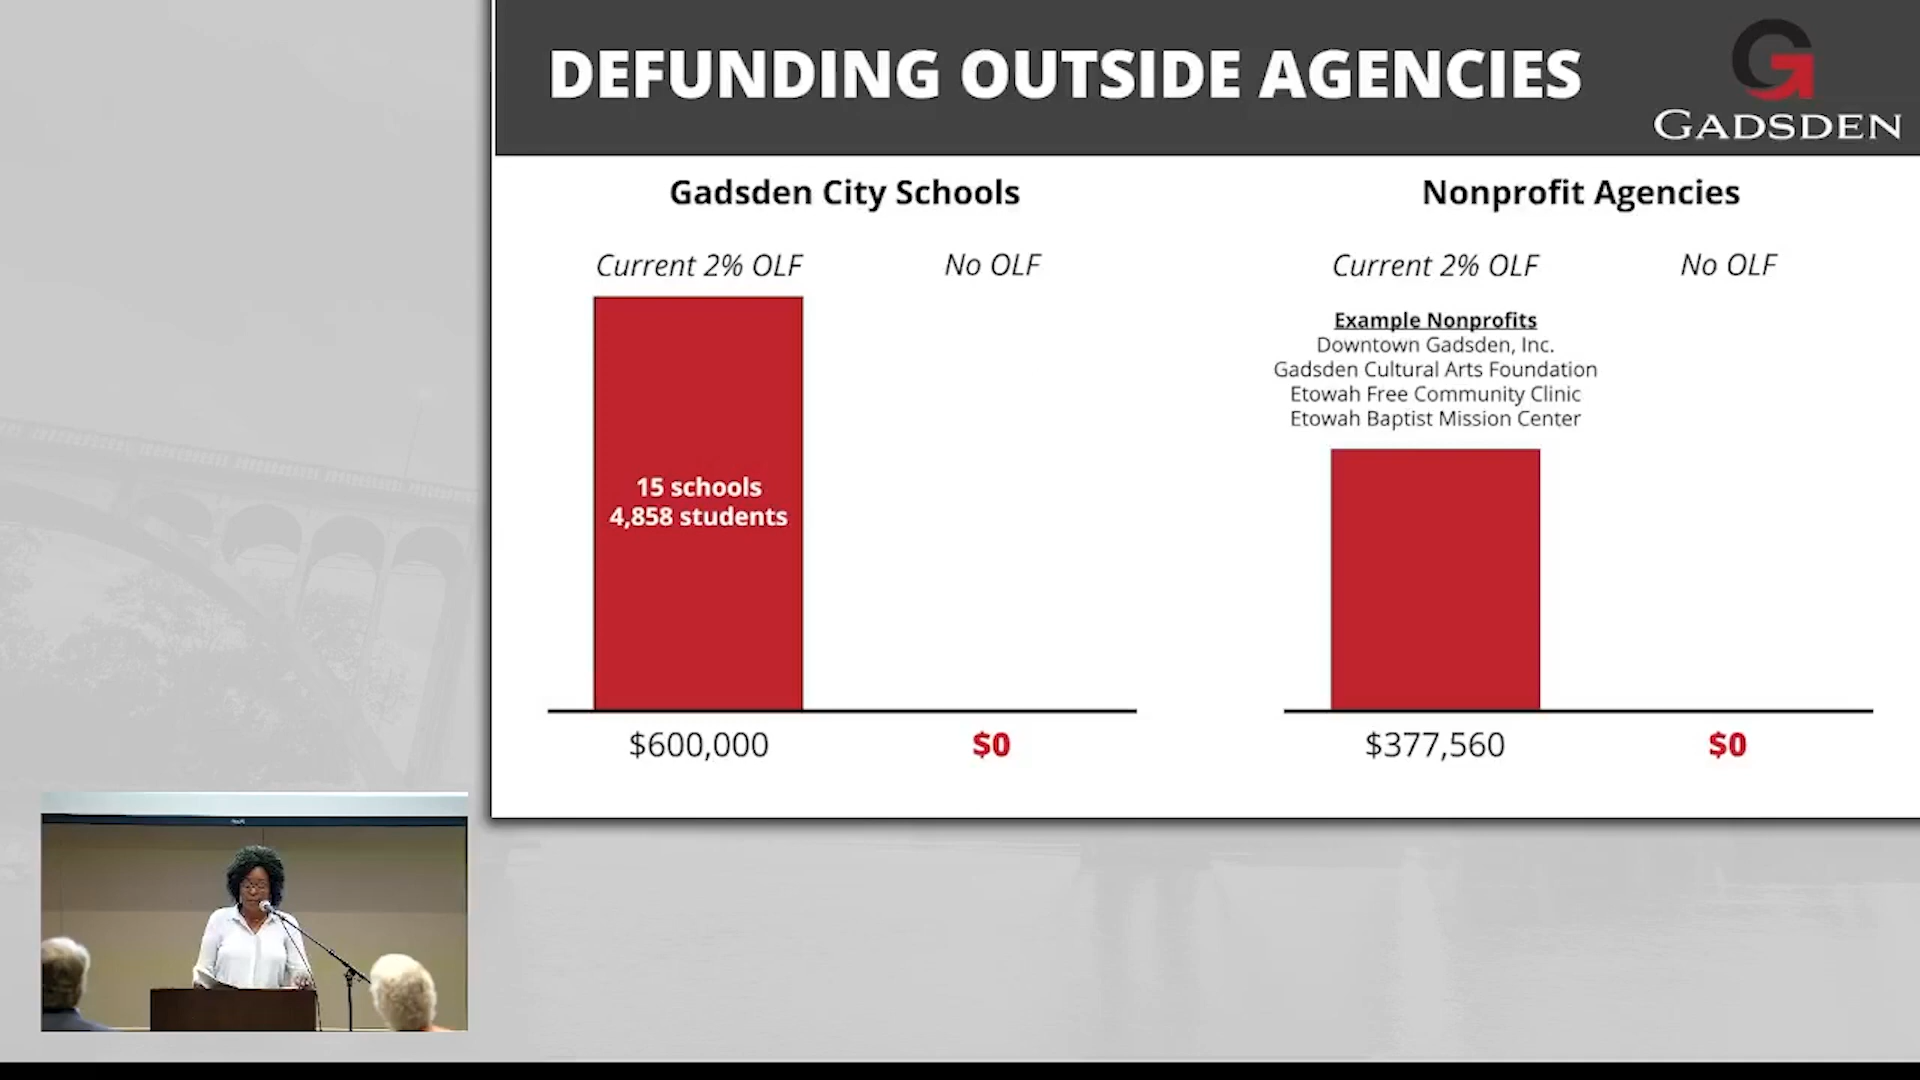 DEFUNDING OUTSIDE AGENCIES
GADSDEN
Gadsden City Schools
Current 2% OLF
No OLF
15 schools
4,858 students
$600,000
$0
Nonprofit Agencies
Current 2% OLF
No OLF
Example Nonprofits
Downtown Gadsden, Inc.
Gadsden Cultural Arts Foundation
Etowah Free Community Clinic
Etowah Baptist Mission Center
$377,560
$0